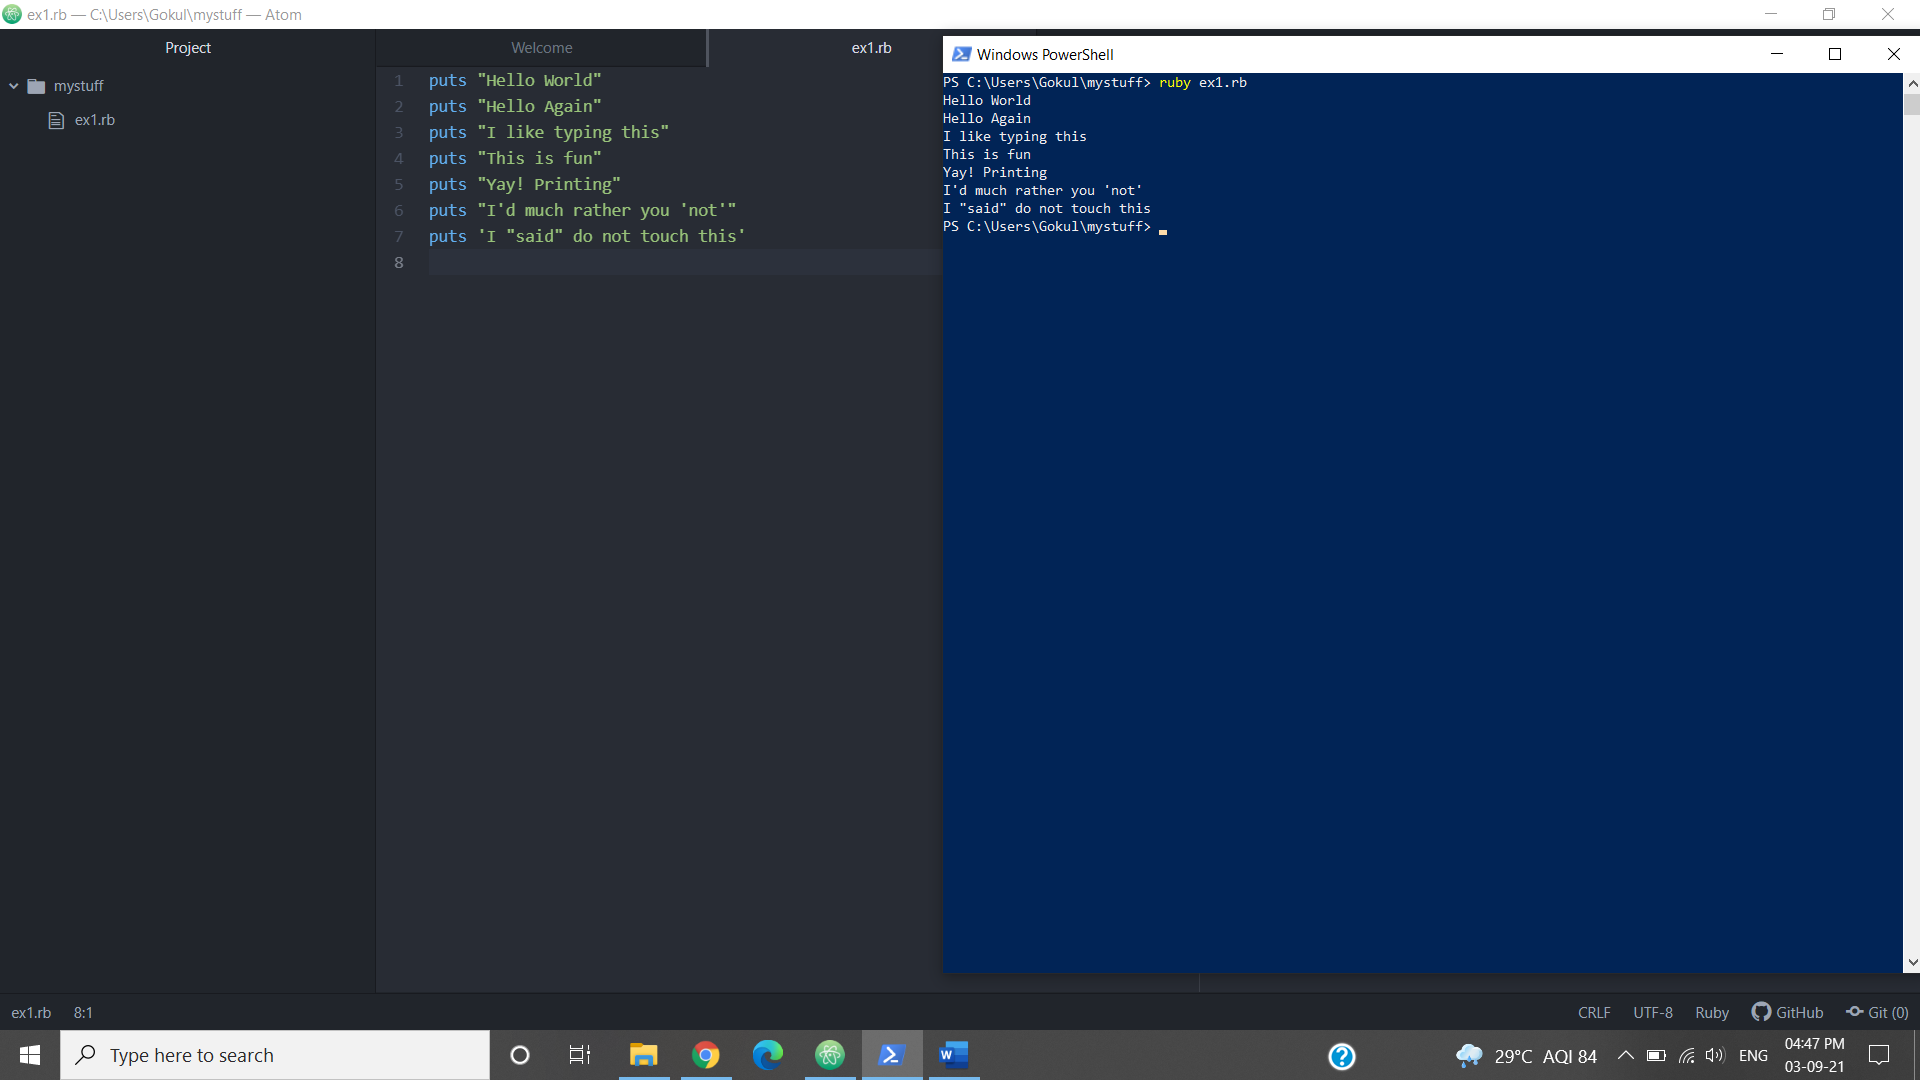 ex1.rb — C:\Users\Gokul\mystuff — Atom
Project
mystuff
ex1.rb
Welcome
ex1.rb
1 puts "Hello World"
2 puts "Hello Again"
3 puts "I like typing this"
4 puts "This is fun"
5 puts "Yay! Printing"
6 puts "I'd much rather you 'not'"
7 puts 'I "said" do not touch this'
8
Windows PowerShell
PS C:\Users\Gokul\mystuff> ruby ex1.rb
Hello World
Hello Again
I like typing this
This is fun
Yay! Printing
I'd much rather you 'not'
I "said" do not touch this
PS C:\Users\Gokul\mystuff>
ex1.rb 8:1
CRLF UTF-8 Ruby GitHub Git (0)
Type here to search
29°C AQI 84
ENG
04:47 PM
03-09-21